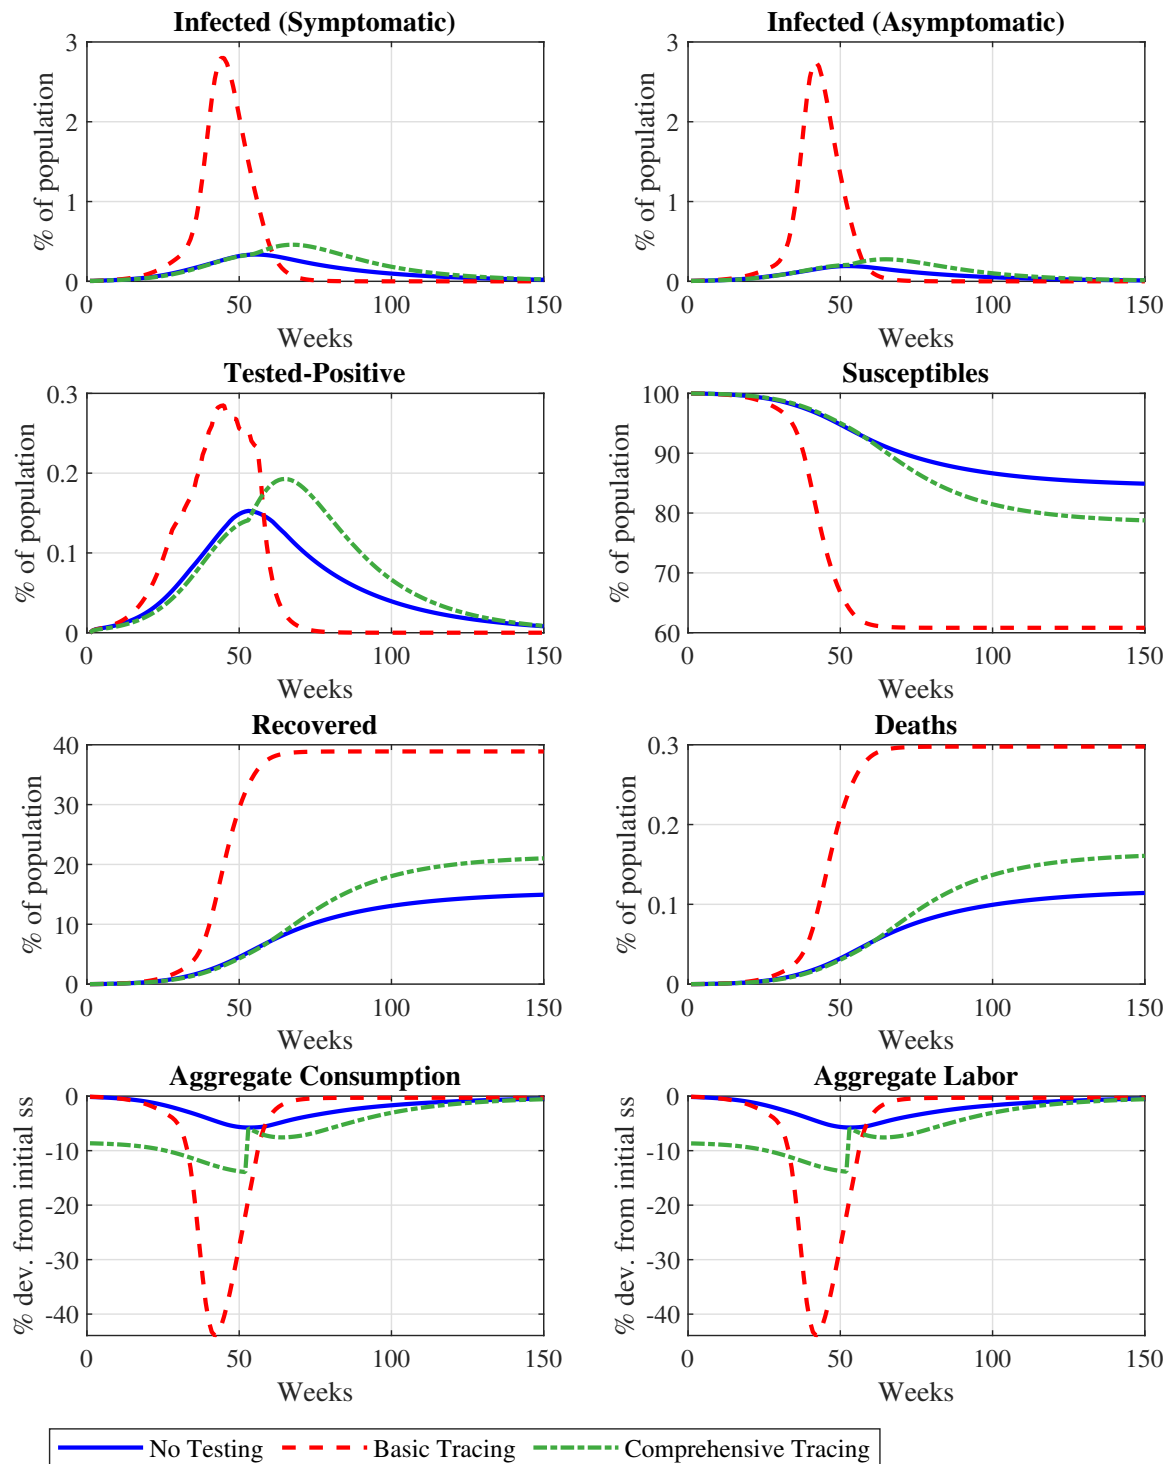 Infected (Symptomatic)
3
2
1
0
% of population
0 50 100 150
Weeks
Infected (Asymptomatic)
3
2
1
0
% of population
0 50 100 150
Weeks
Tested-Positive
0.3
0.2
0.1
0
% of population
0 50 100 150
Weeks
Susceptibles
100
90
80
70
60
% of population
0 50 100 150
Weeks
Recovered
40
30
20
10
0
% of population
0 50 100 150
Weeks
Deaths
0.3
0.2
0.1
0
% of population
0 50 100 150
Weeks
Aggregate Consumption
0
-10
-20
-30
-40
% dev. from initial ss
0 50 100 150
Weeks
Aggregate Labor
0
-10
-20
-30
-40
% dev. from initial ss
0 50 100 150
Weeks
No Testing Basic Tracing Comprehensive Tracing